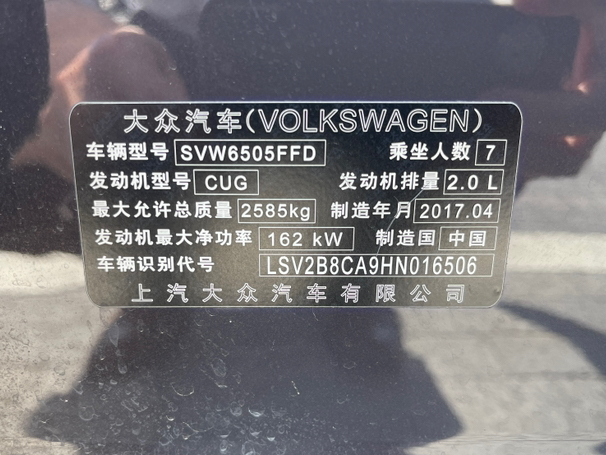 大众汽车(VOLKSWAGEN)
车辆型号 SVW6505FFD 乘坐人数 7
发动机型号 CUG 发动机排量 2.0 L
最大允许总质量 2585kg 制造年月 2017.04
发动机最大净功率 162 kW 制造国 中国
车辆识别代号 LSV2B8CA9HN016506
上汽大众汽车有限公司